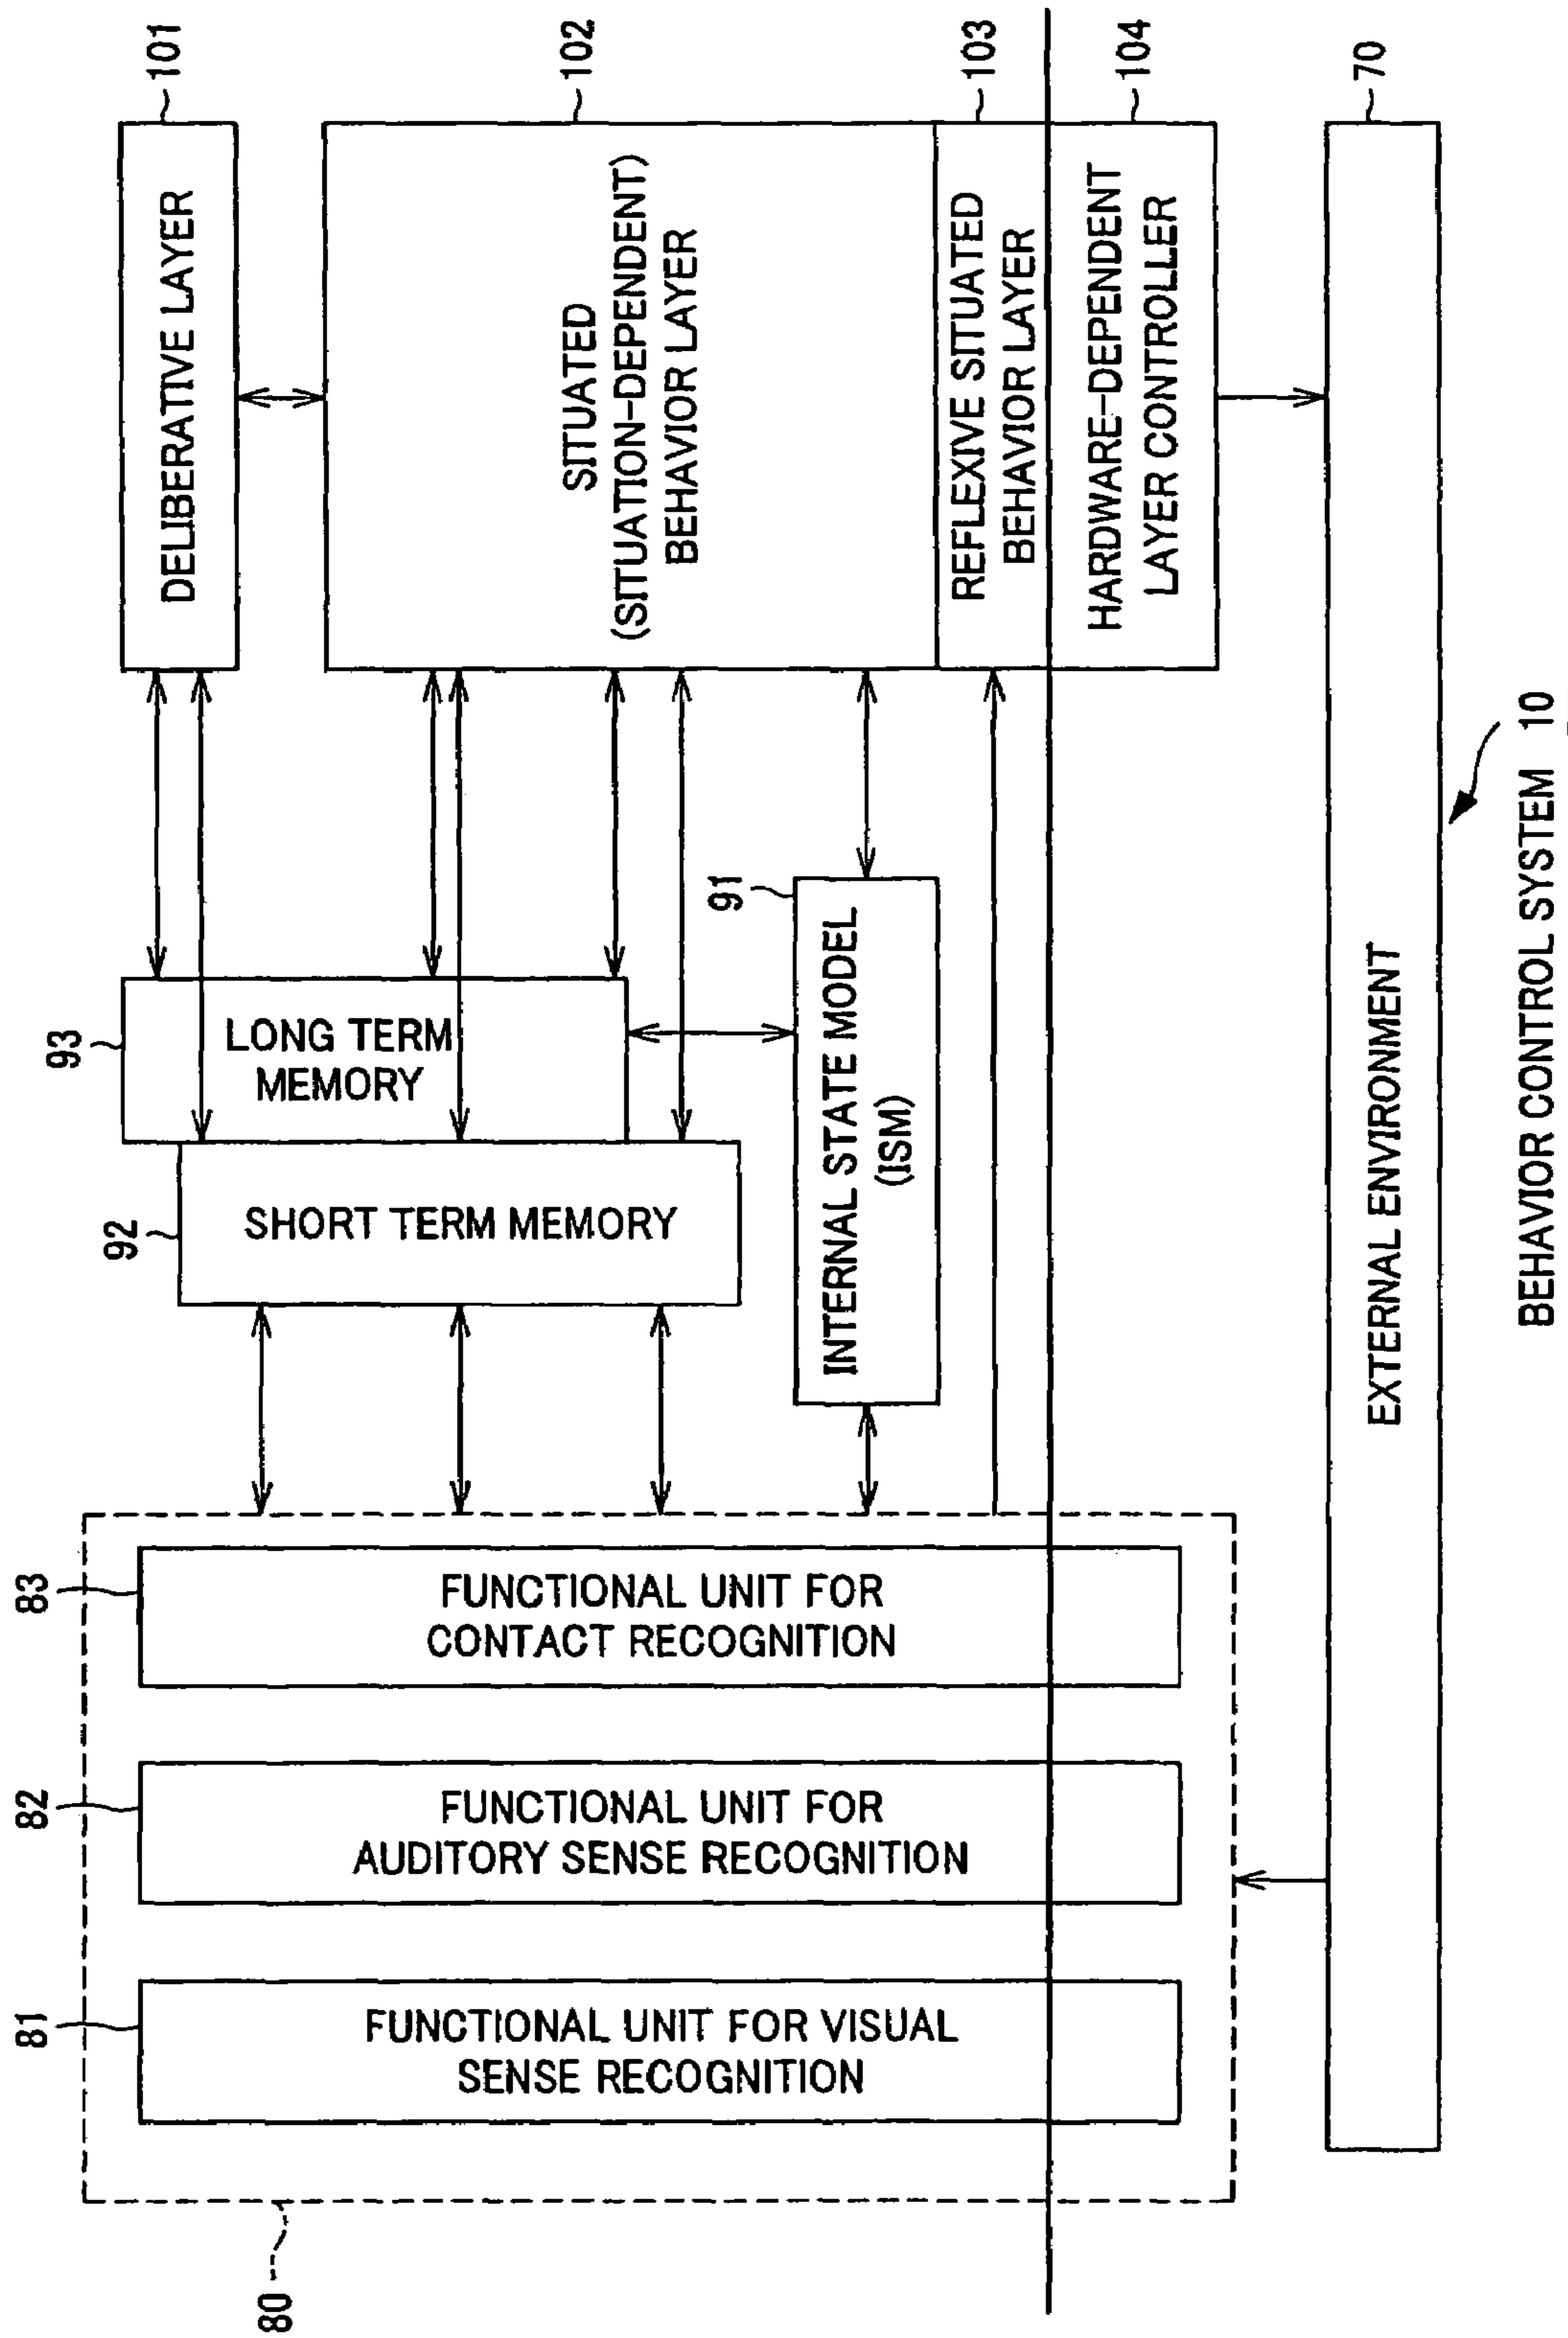 80
81
FUNCTIONAL UNIT FOR VISUAL
SENSE RECOGNITION
82
FUNCTIONAL UNIT FOR
AUDITORY SENSE RECOGNITION
83
FUNCTIONAL UNIT FOR
CONTACT RECOGNITION
92
SHORT TERM MEMORY
93
LONG TERM
MEMORY
91
INTERNAL STATE MODEL
(ISM)
DELIBERATIVE LAYER
101
SITUATED
(SITUATION-DEPENDENT)
BEHAVIOR LAYER
102
REFLEXIVE SITUATED
BEHAVIOR LAYER
103
HARDWARE-DEPENDENT
LAYER CONTROLLER
104
EXTERNAL ENVIRONMENT
70
BEHAVIOR CONTROL SYSTEM 10